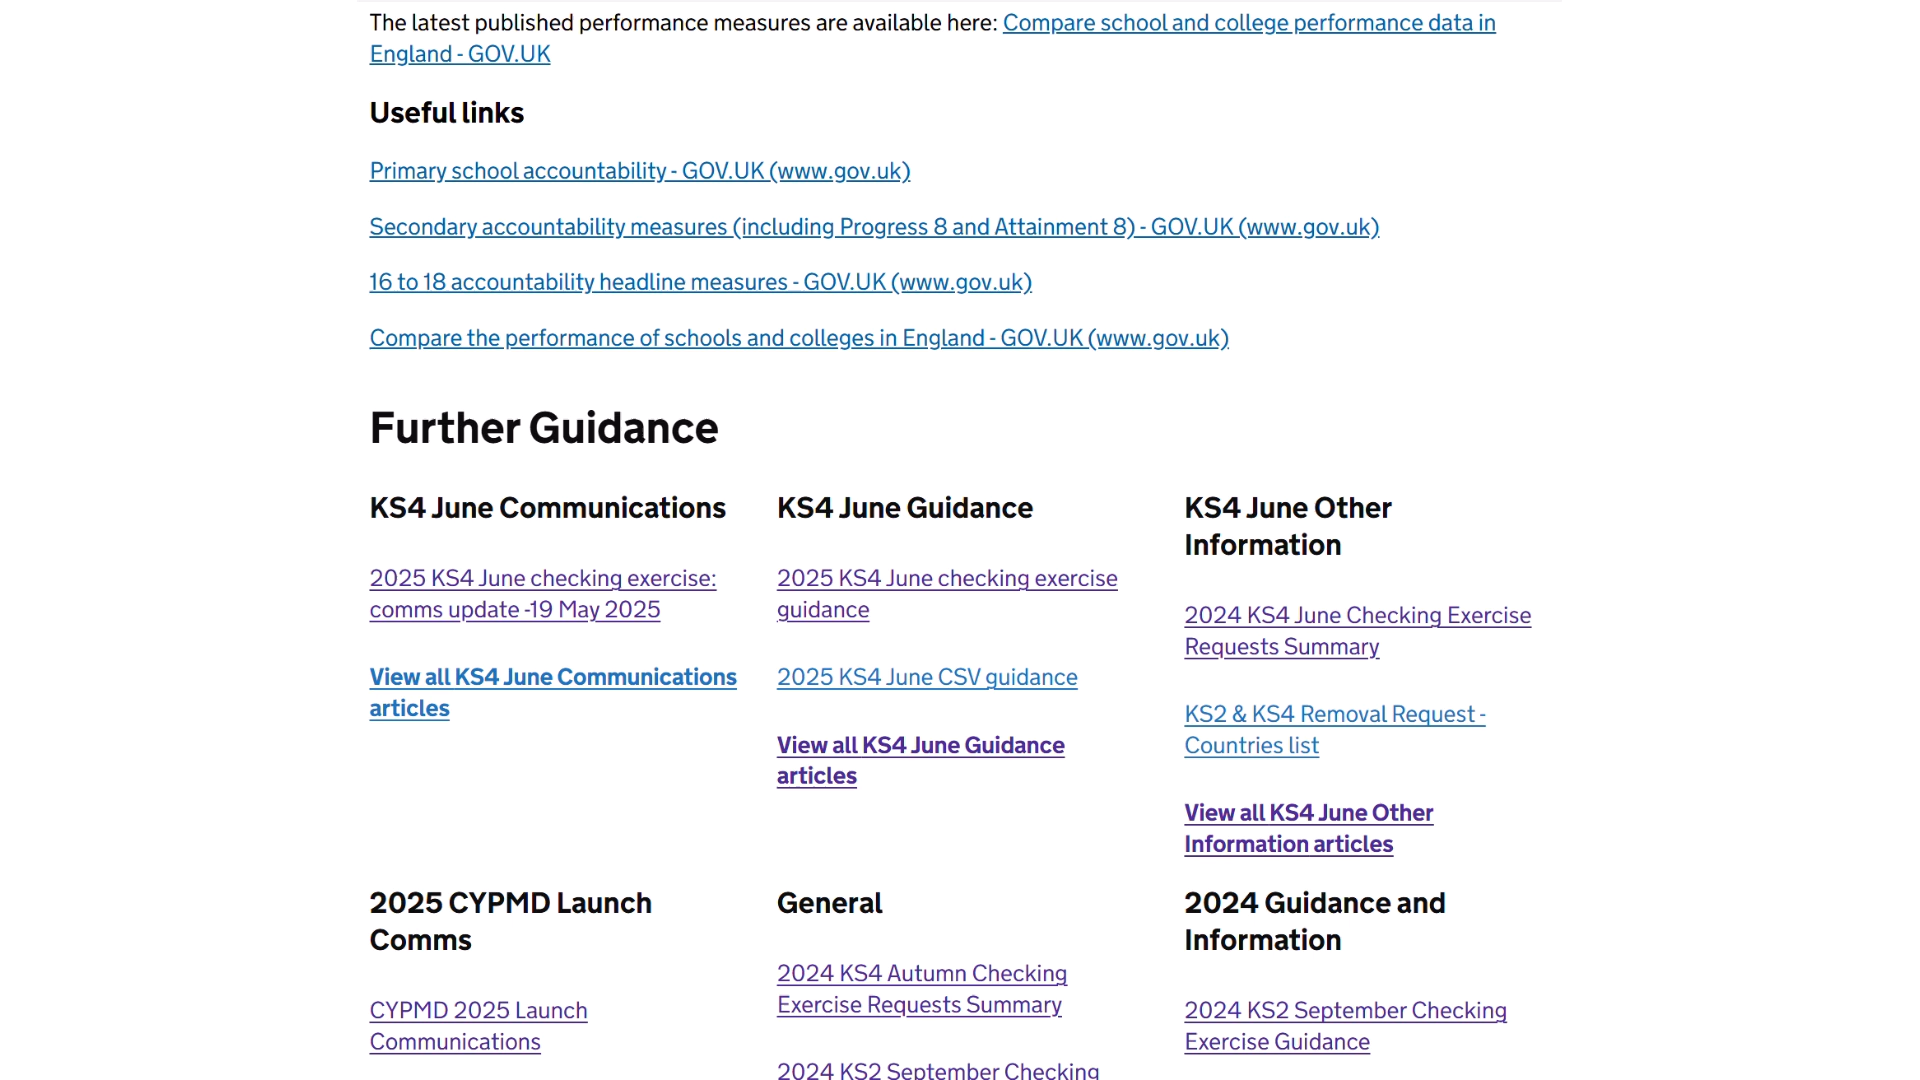 The latest published performance measures are available here: Compare school and college performance data in
England - GOV.UK
Useful links
Primary school accountability - GOV.UK (www.gov.uk)
Secondary accountability measures (including Progress 8 and Attainment 8) - GOV.UK (www.gov.uk)
16 to 18 accountability headline measures - GOV.UK (www.gov.uk)
Compare the performance of schools and colleges in England - GOV.UK (www.gov.uk)
Further Guidance
KS4 June Communications
2025 KS4 June checking exercise:
comms update -19 May 2025
View all KS4 June Communications
articles
KS4 June Guidance
2025 KS4 June checking exercise
guidance
2025 KS4 June CSV guidance
View all KS4 June Guidance
articles
KS4 June Other
Information
2024 KS4 June Checking Exercise
Requests Summary
KS2 & KS4 Removal Request -
Countries list
View all KS4 June Other
Information articles
2025 CYPMD Launch
Comms
CYPMD 2025 Launch
Communications
General
2024 KS4 Autumn Checking
Exercise Requests Summary
2024 KS2 September Checking
2024 Guidance and
Information
2024 KS2 September Checking
Exercise Guidance